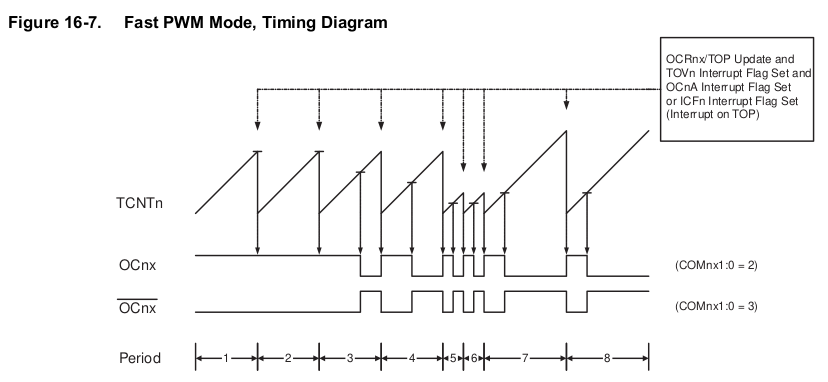 Figure 16-7. Fast PWM Mode, Timing Diagram
OCRnx/TOP Update and
TOVn Interrupt Flag Set and
OCnA Interrupt Flag Set
or ICFn Interrupt Flag Set
(Interrupt on TOP)
TCNTn
OCnx
(COMnx1:0 = 2)
OCnx
(COMnx1:0 = 3)
Period
1 2 3 4 5 6 7 8